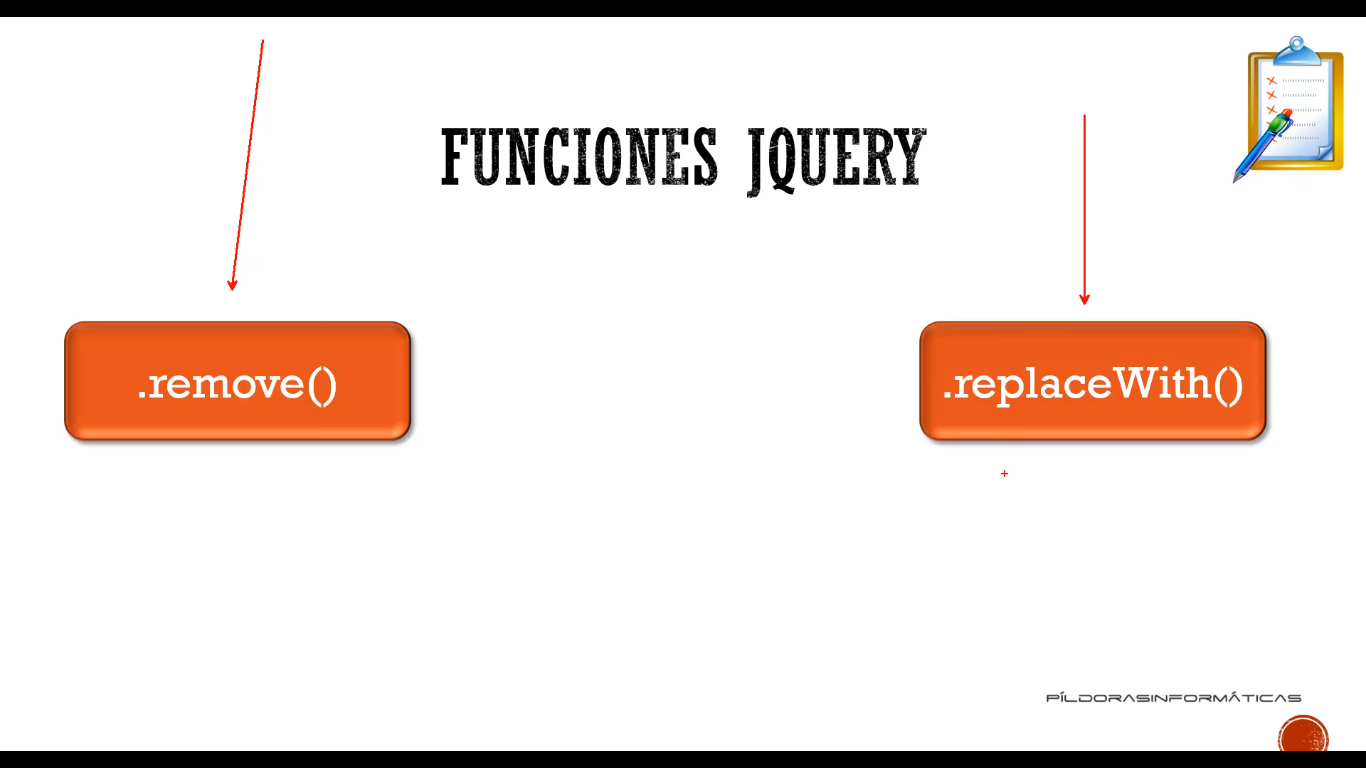 FUNCIONES JQUERY
.remove()
.replaceWith()
PÍLDORASINFORMÁTICAS